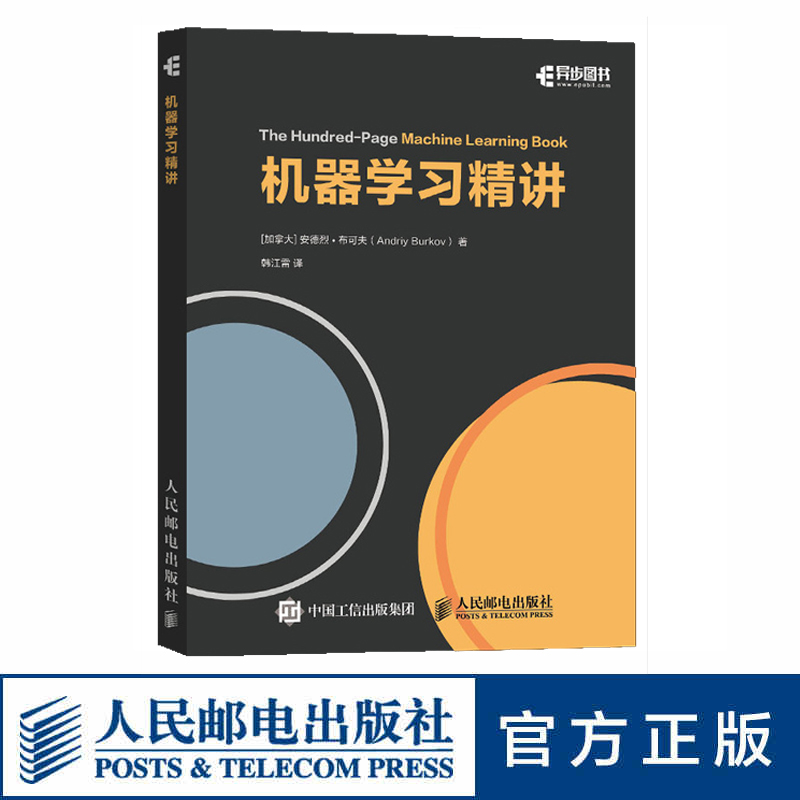 异步图书
www.epubit.com
机器学习精讲
人民邮电出版社
The Hundred-Page Machine Learning Book
机器学习精讲
[加拿大] 安德烈·布可夫（Andriy Burkov）著
韩江雷 译
中国工信出版集团
人民邮电出版社
POSTS & TELECOM PRESS
人民邮电出版社
POSTS & TELECOM PRESS
官方正版